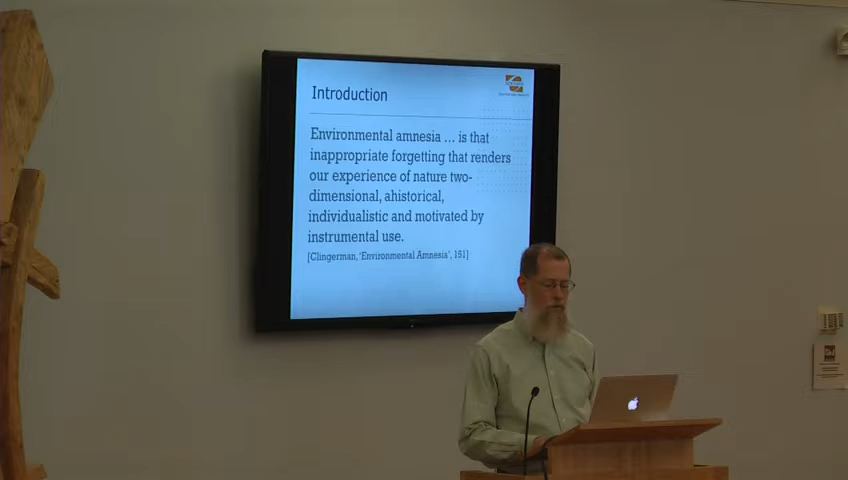 Introduction
Environmental amnesia ... is that
inappropriate forgetting that renders
our experience of nature two-
dimensional, ahistorical,
individualistic and motivated by
instrumental use.
[Clingerman, 'Environmental Amnesia', 151]